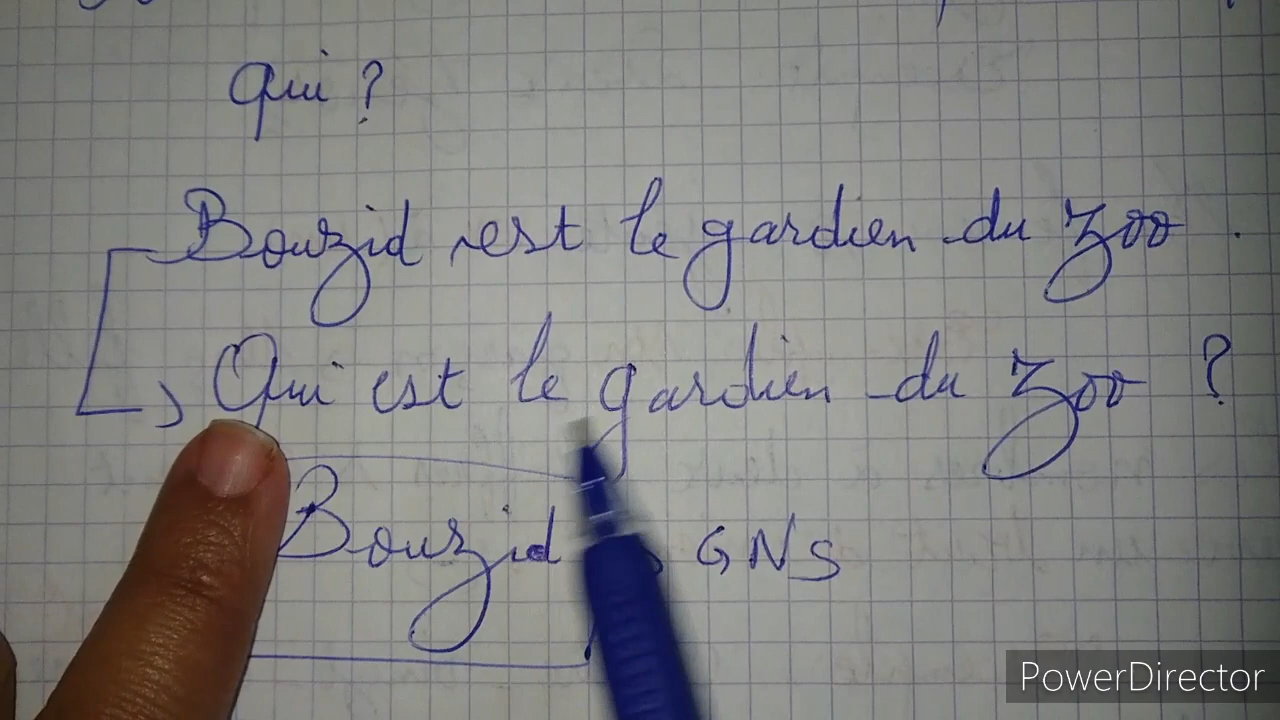 Qui ?
Bouzid est le gardien du zoo .
Qui est le gardien du zoo ?
Bouzid GNS
PowerDirector